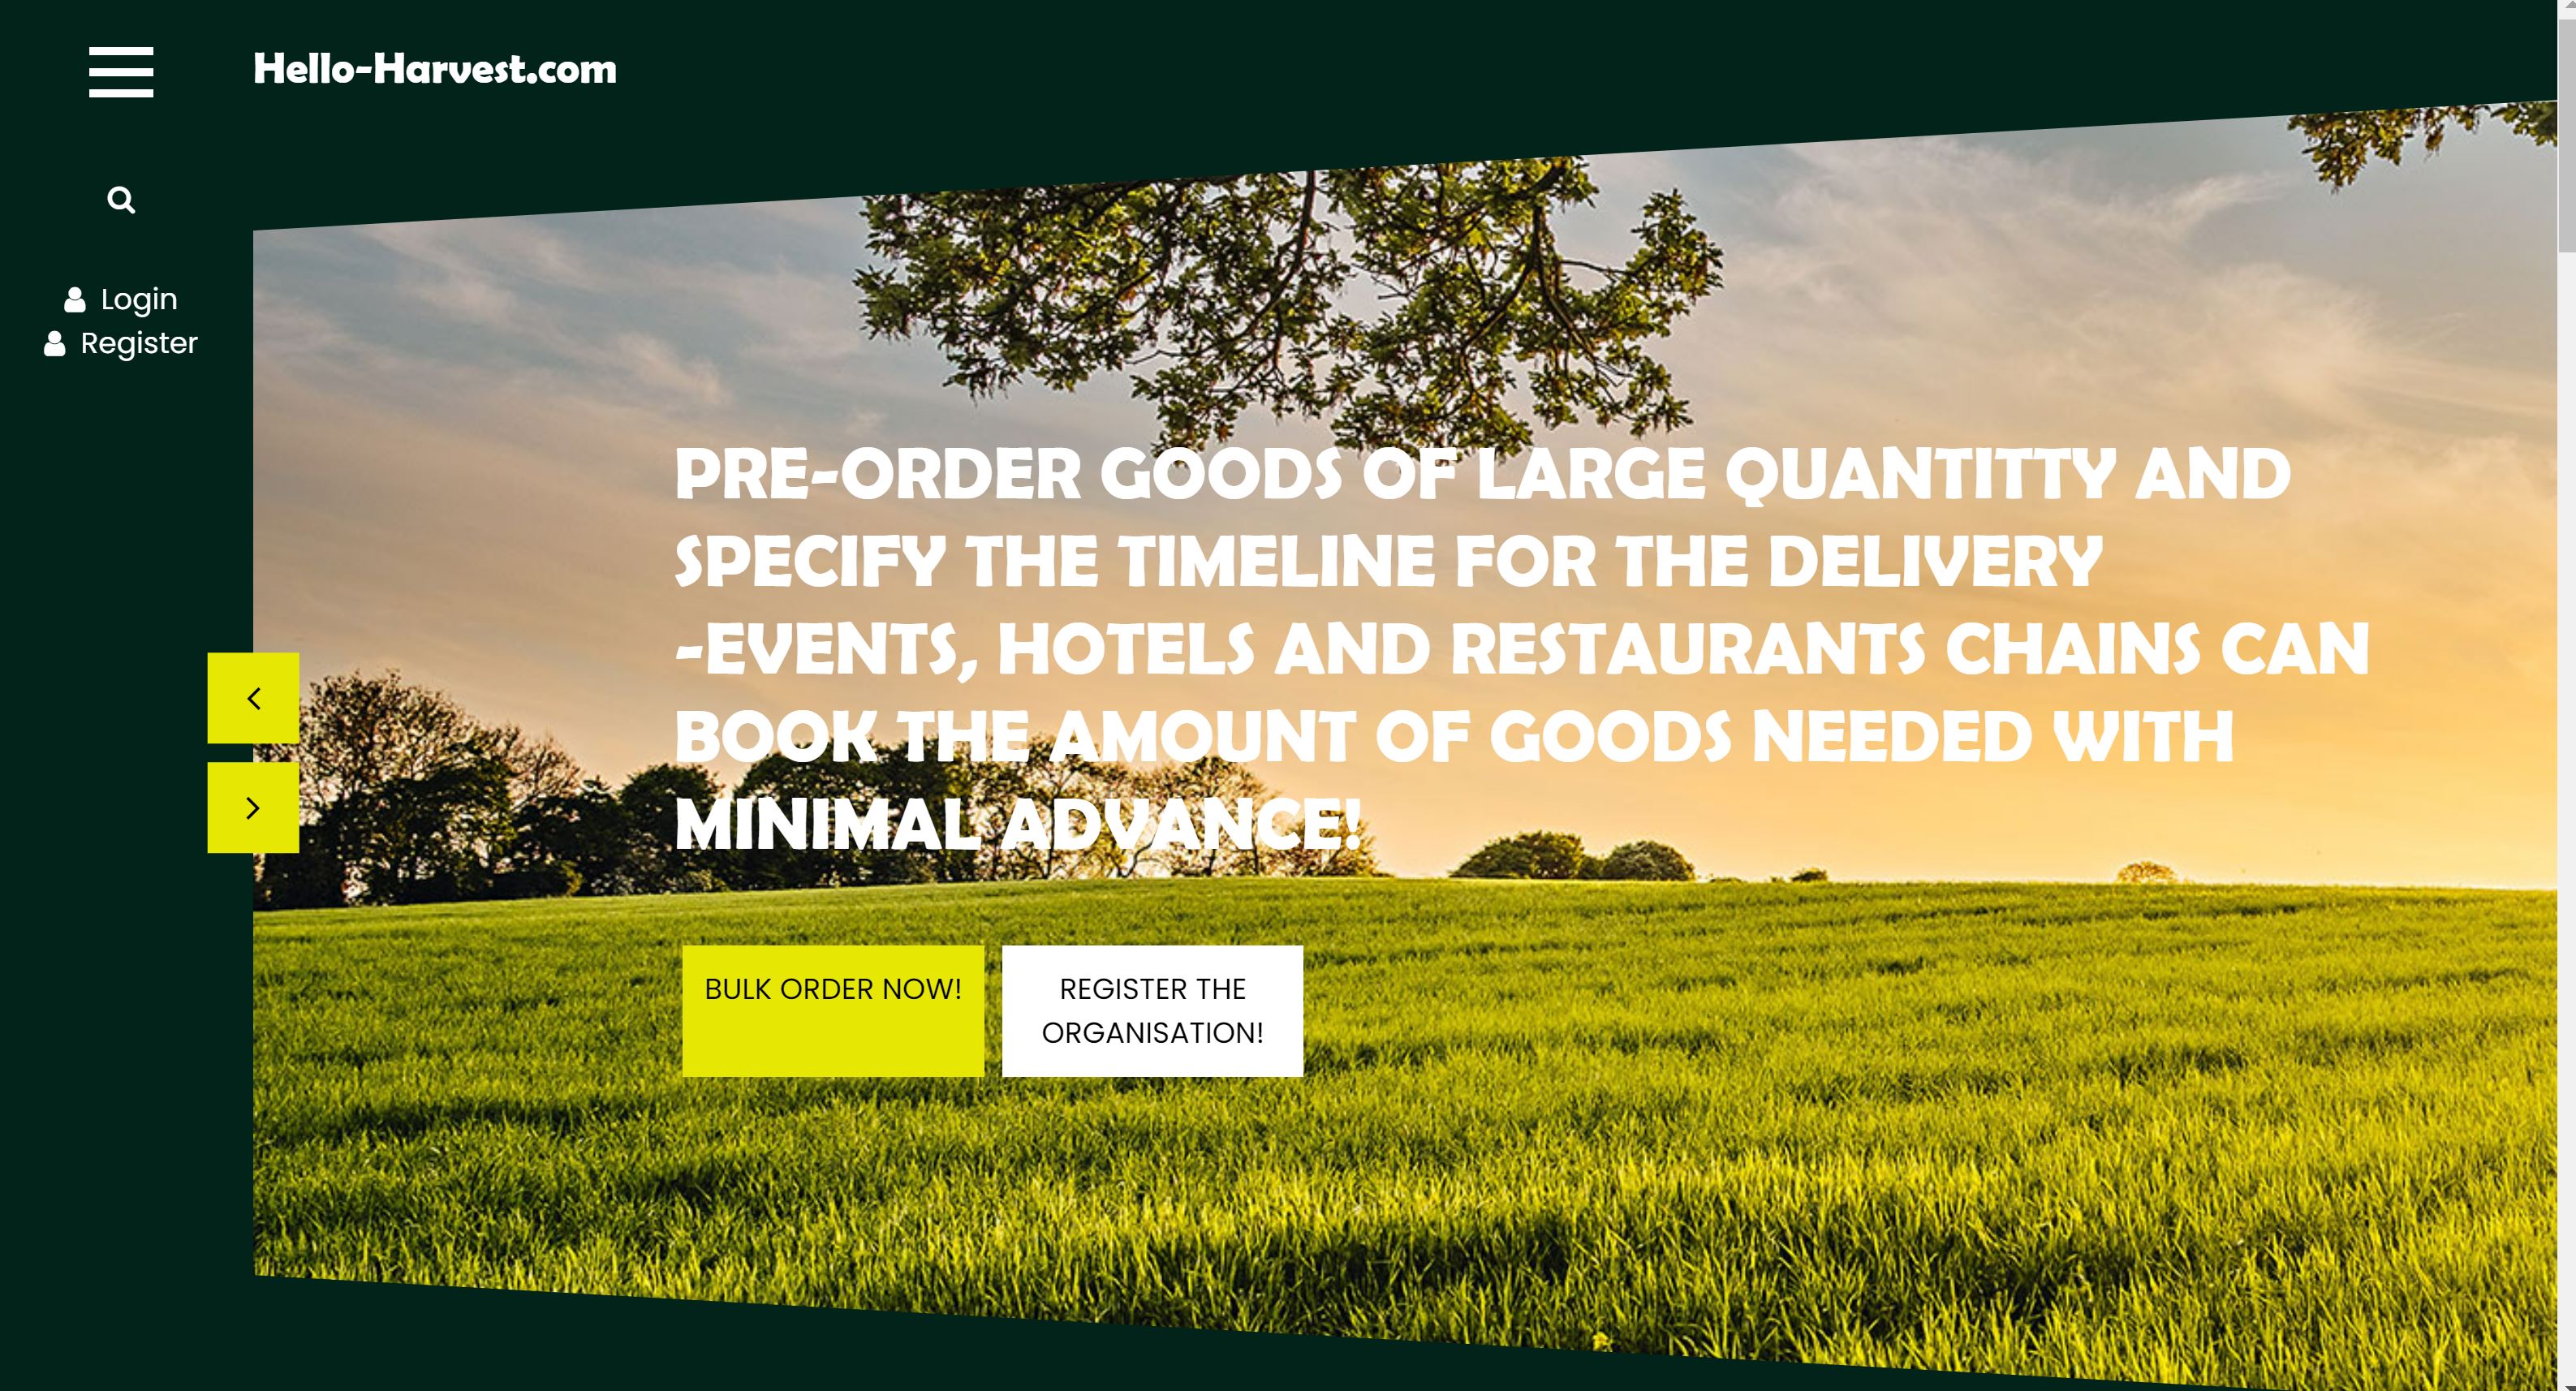 Hello-Harvest.com
Login
Register
PRE-ORDER GOODS OF LARGE QUANTITTY AND
SPECIFY THE TIMELINE FOR THE DELIVERY
-EVENTS, HOTELS AND RESTAURANTS CHAINS CAN
BOOK THE AMOUNT OF GOODS NEEDED WITH
MINIMAL ADVANCE!
BULK ORDER NOW!
REGISTER THE
ORGANISATION!